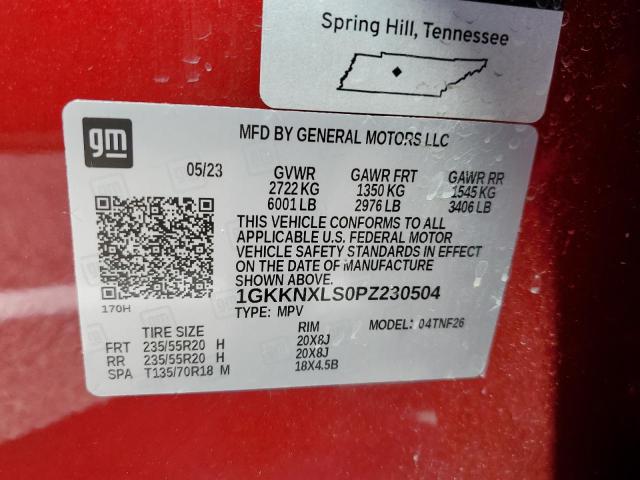 Spring Hill, Tennessee
gm
MFD BY GENERAL MOTORS LLC
05/23 GVWR GAWR FRT GAWR RR
2722 KG 1350 KG 1545 KG
6001 LB 2976 LB 3406 LB
THIS VEHICLE CONFORMS TO ALL
APPLICABLE U.S. FEDERAL MOTOR
VEHICLE SAFETY STANDARDS IN EFFECT
ON THE DATE OF MANUFACTURE
SHOWN ABOVE.
1GKKNXLS0PZ230504
170H
TYPE: MPV
TIRE SIZE RIM MODEL: 04TNF26
FRT 235/55R20 H 20X8J
RR 235/55R20 H 20X8J
SPA T135/70R18 M 18X4.5B